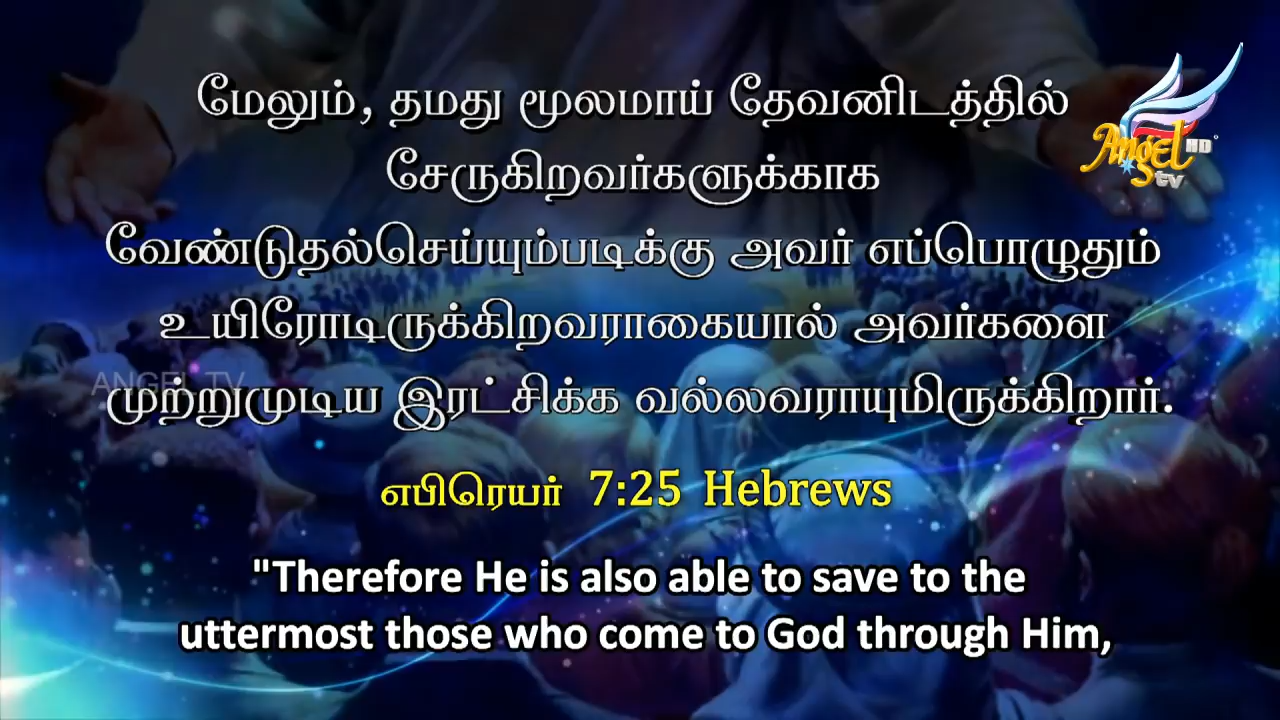 மேலும், தமது மூலமாய் தேவனிடத்தில்
சேருகிறவர்களுக்காக
வேண்டுதல்செய்யும்படிக்கு அவர் எப்பொழுதும்
உயிரோடிருக்கிறவராகையால் அவர்களை
முற்றுமுடிய இரட்சிக்க வல்லவராயுமிருக்கிறார்.
எபிரெயர் 7:25 Hebrews
"Therefore He is also able to save to the
uttermost those who come to God through Him,
Angel HD
tv
ANGEL TV